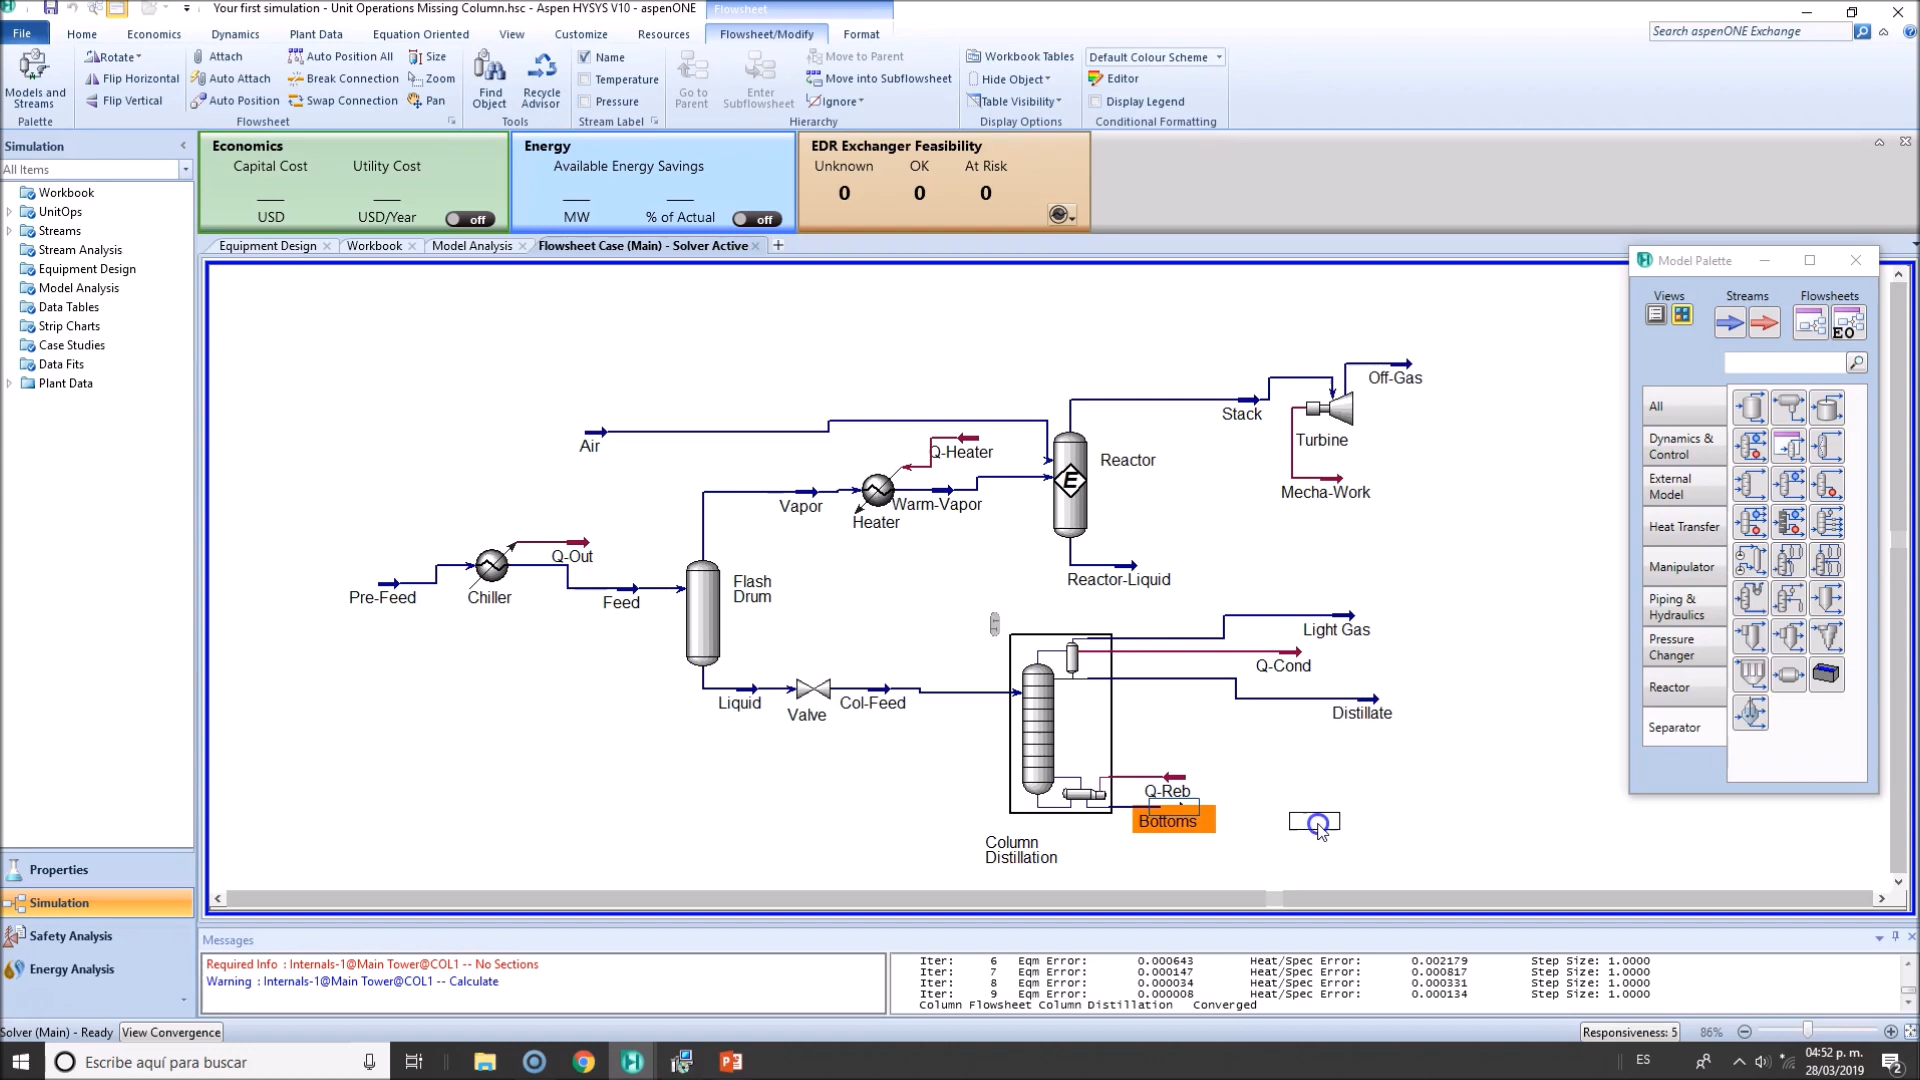 Your first simulation - Unit Operations Missing Column.hsc - Aspen HYSYS V10 - aspenONE
Flowsheet
File
Home
Economics
Dynamics
Plant Data
Equation Oriented
View
Customize
Resources
Flowsheet/Modify
Format
Search aspenONE Exchange
Models and
Streams
Palette
Rotate
Flip Horizontal
Flip Vertical
Attach
Auto Attach
Auto Position
Auto Position All
Break Connection
Swap Connection
Size
Zoom
Pan
Flowsheet
Find
Object
Recycle
Advisor
Tools
Name
Temperature
Pressure
Stream Label
Go to
Parent
Enter
Subflowsheet
Move to Parent
Move into Subflowsheet
Ignore
Hierarchy
Workbook Tables
Hide Object
Table Visibility
Display Options
Default Colour Scheme
Editor
Display Legend
Conditional Formatting
Simulation
All Items
Workbook
UnitOps
Streams
Stream Analysis
Equipment Design
Model Analysis
Data Tables
Strip Charts
Case Studies
Data Fits
Plant Data
Properties
Simulation
Safety Analysis
Energy Analysis
Economics
Capital Cost
Utility Cost
USD
USD/Year
off
Energy
Available Energy Savings
MW
% of Actual
off
EDR Exchanger Feasibility
Unknown
OK
At Risk
0
0
0
Equipment Design
Workbook
Model Analysis
Flowsheet Case (Main) - Solver Active
Off-Gas
Stack
Turbine
Mecha-Work
Air
Q-Heater
Reactor
E
Vapor
Warm-Vapor
Heater
Q-Out
Pre-Feed
Chiller
Feed
Flash
Drum
Reactor-Liquid
Light Gas
Q-Cond
Liquid
Valve
Col-Feed
Distillate
Q-Reb
Bottoms
Column
Distillation
Model Palette
Views
Streams
Flowsheets
EO
All
Dynamics &
Control
External
Model
Heat Transfer
Manipulator
Piping &
Hydraulics
Pressure
Changer
Reactor
Separator
Messages
Required Info : Internals-1@Main Tower@COL1 -- No Sections
Warning : Internals-1@Main Tower@COL1 -- Calculate
Iter: 6 Eqm Error: 0.000643 Heat/Spec Error: 0.002179 Step Size: 1.0000
Iter: 7 Eqm Error: 0.000147 Heat/Spec Error: 0.000817 Step Size: 1.0000
Iter: 8 Eqm Error: 0.000034 Heat/Spec Error: 0.000331 Step Size: 1.0000
Iter: 9 Eqm Error: 0.000008 Heat/Spec Error: 0.000134 Step Size: 1.0000
Column Flowsheet Column Distillation Converged
Solver (Main) - Ready
View Convergence
Responsiveness: 5
86%
Escribe aquí para buscar
ES
04:52 p. m.
28/03/2019
2